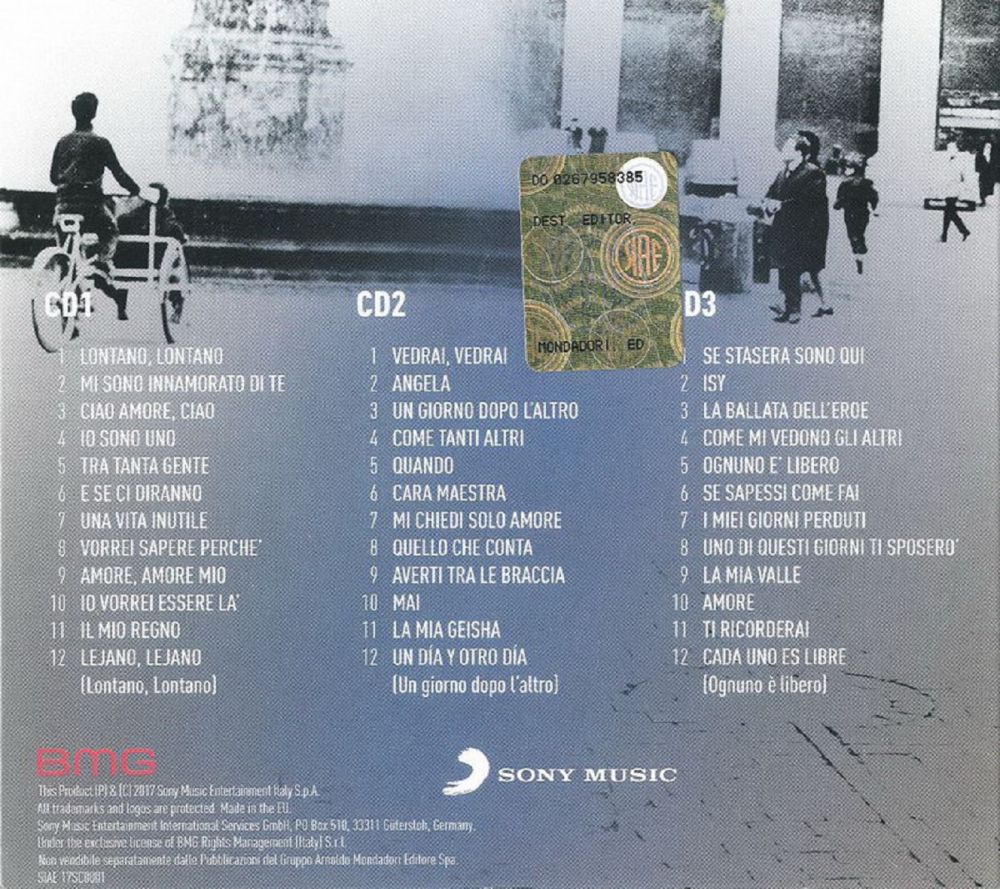 DO 0267958385
DEST EDITOR.
SIAE
MONDADORI ED
CD1
1 LONTANO, LONTANO
2 MI SONO INNAMORATO DI TE
3 CIAO AMORE, CIAO
4 IO SONO UNO
5 TRA TANTA GENTE
6 E SE CI DIRANNO
7 UNA VITA INUTILE
8 VORREI SAPERE PERCHE'
9 AMORE, AMORE MIO
10 IO VORREI ESSERE LA'
11 IL MIO REGNO
12 LEJANO, LEJANO
(Lontano, Lontano)
CD2
1 VEDRAI, VEDRAI
2 ANGELA
3 UN GIORNO DOPO L'ALTRO
4 COME TANTI ALTRI
5 QUANDO
6 CARA MAESTRA
7 MI CHIEDI SOLO AMORE
8 QUELLO CHE CONTA
9 AVERTI TRA LE BRACCIA
10 MAI
11 LA MIA GEISHA
12 UN DÍA Y OTRO DÍA
(Un giorno dopo l'altro)
D3
1 SE STASERA SONO QUI
2 ISY
3 LA BALLATA DELL'EROE
4 COME MI VEDONO GLI ALTRI
5 OGNUNO E' LIBERO
6 SE SAPESSI COME FAI
7 I MIEI GIORNI PERDUTI
8 UNO DI QUESTI GIORNI TI SPOSERO'
9 LA MIA VALLE
10 AMORE
11 TI RICORDERAI
12 CADA UNO ES LIBRE
(Ognuno è libero)
BMG
SONY MUSIC
This Product (P) & (C) 2017 Sony Music Entertainment Italy S.p.A.
All trademarks and logos are protected. Made in the EU.
Sony Music Entertainment International Services GmbH, PO Box 510, 33311 Gütersloh, Germany.
Under the exclusive license of BMG Rights Management (Italy) S.r.l.
Non vendibile separatamente dalle Pubblicazioni del Gruppo Arnoldo Mondadori Editore Spa.
SIAE 17SC0081